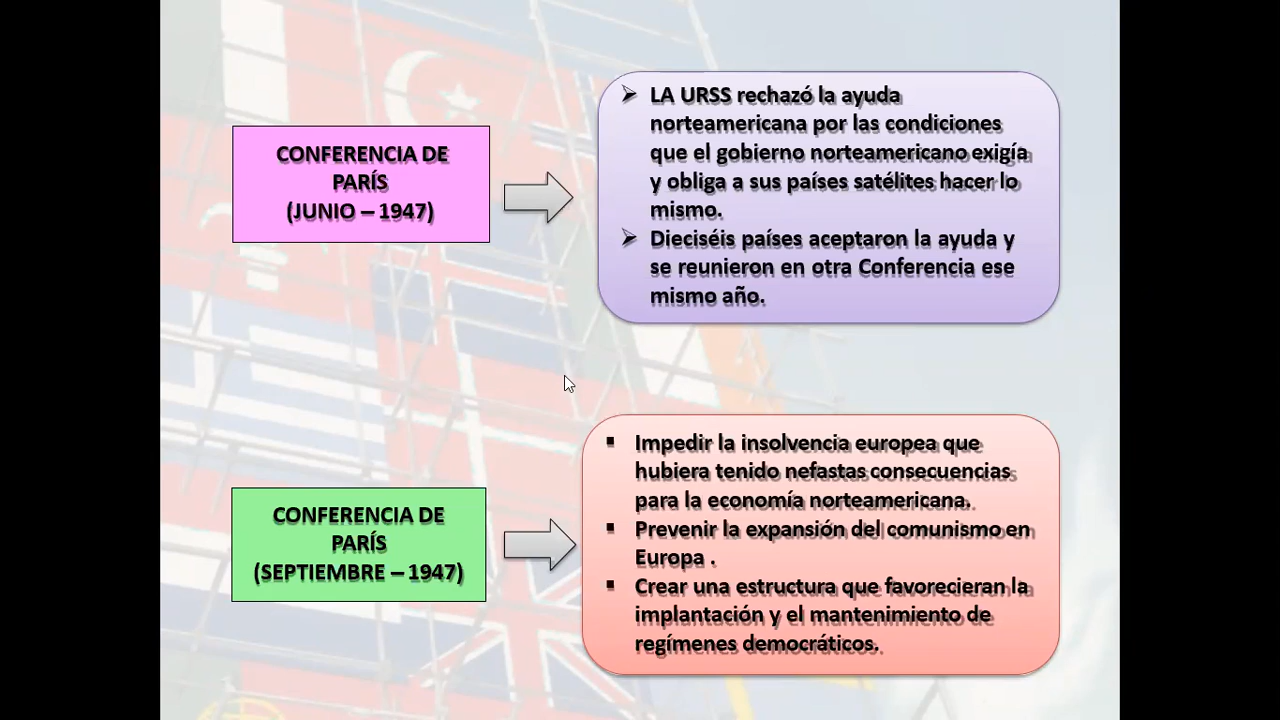 CONFERENCIA DE
PARÍS
(JUNIO – 1947)
➢ LA URSS rechazó la ayuda
norteamericana por las condiciones
que el gobierno norteamericano exigía
y obliga a sus países satélites hacer lo
mismo.
➢ Dieciséis países aceptaron la ayuda y
se reunieron en otra Conferencia ese
mismo año.
CONFERENCIA DE
PARÍS
(SEPTIEMBRE – 1947)
▪ Impedir la insolvencia europea que
hubiera tenido nefastas consecuencias
para la economía norteamericana.
▪ Prevenir la expansión del comunismo en
Europa .
▪ Crear una estructura que favorecieran la
implantación y el mantenimiento de
regímenes democráticos.